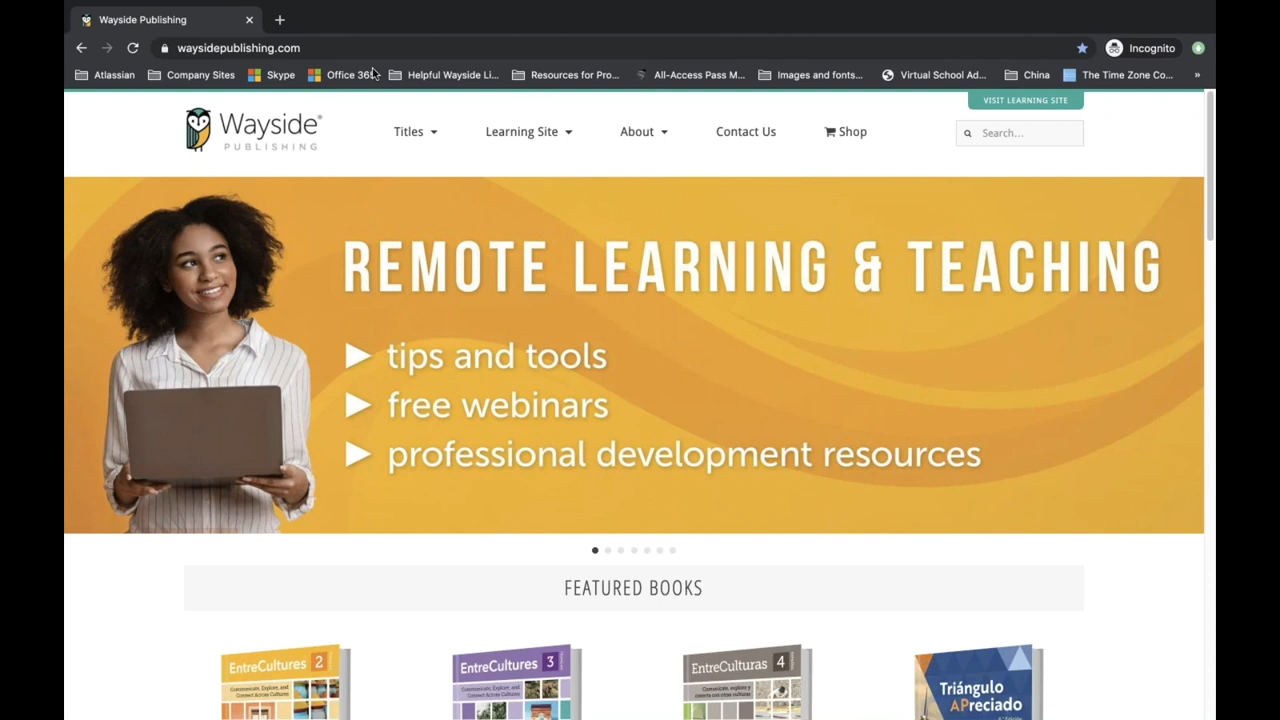 Wayside Publishing
waysidepublishing.com
Incognito
Atlassian Company Sites Skype Office 365 Helpful Wayside Li... Resources for Pro... All-Access Pass M... Images and fonts... Virtual School Ad... China The Time Zone Co... »
VISIT LEARNING SITE
Wayside®
PUBLISHING
Titles Learning Site About Contact Us Shop
Search...
REMOTE LEARNING & TEACHING
tips and tools
free webinars
professional development resources
FEATURED BOOKS
EntreCultures 2
Communicate, Explore, and
Connect Across Cultures
EntreCultures 3
Communicate, Explore, and
Connect Across Cultures
EntreCulturas 4
Comunícate, explora y
conecta con otras culturas
Triángulo
APreciado